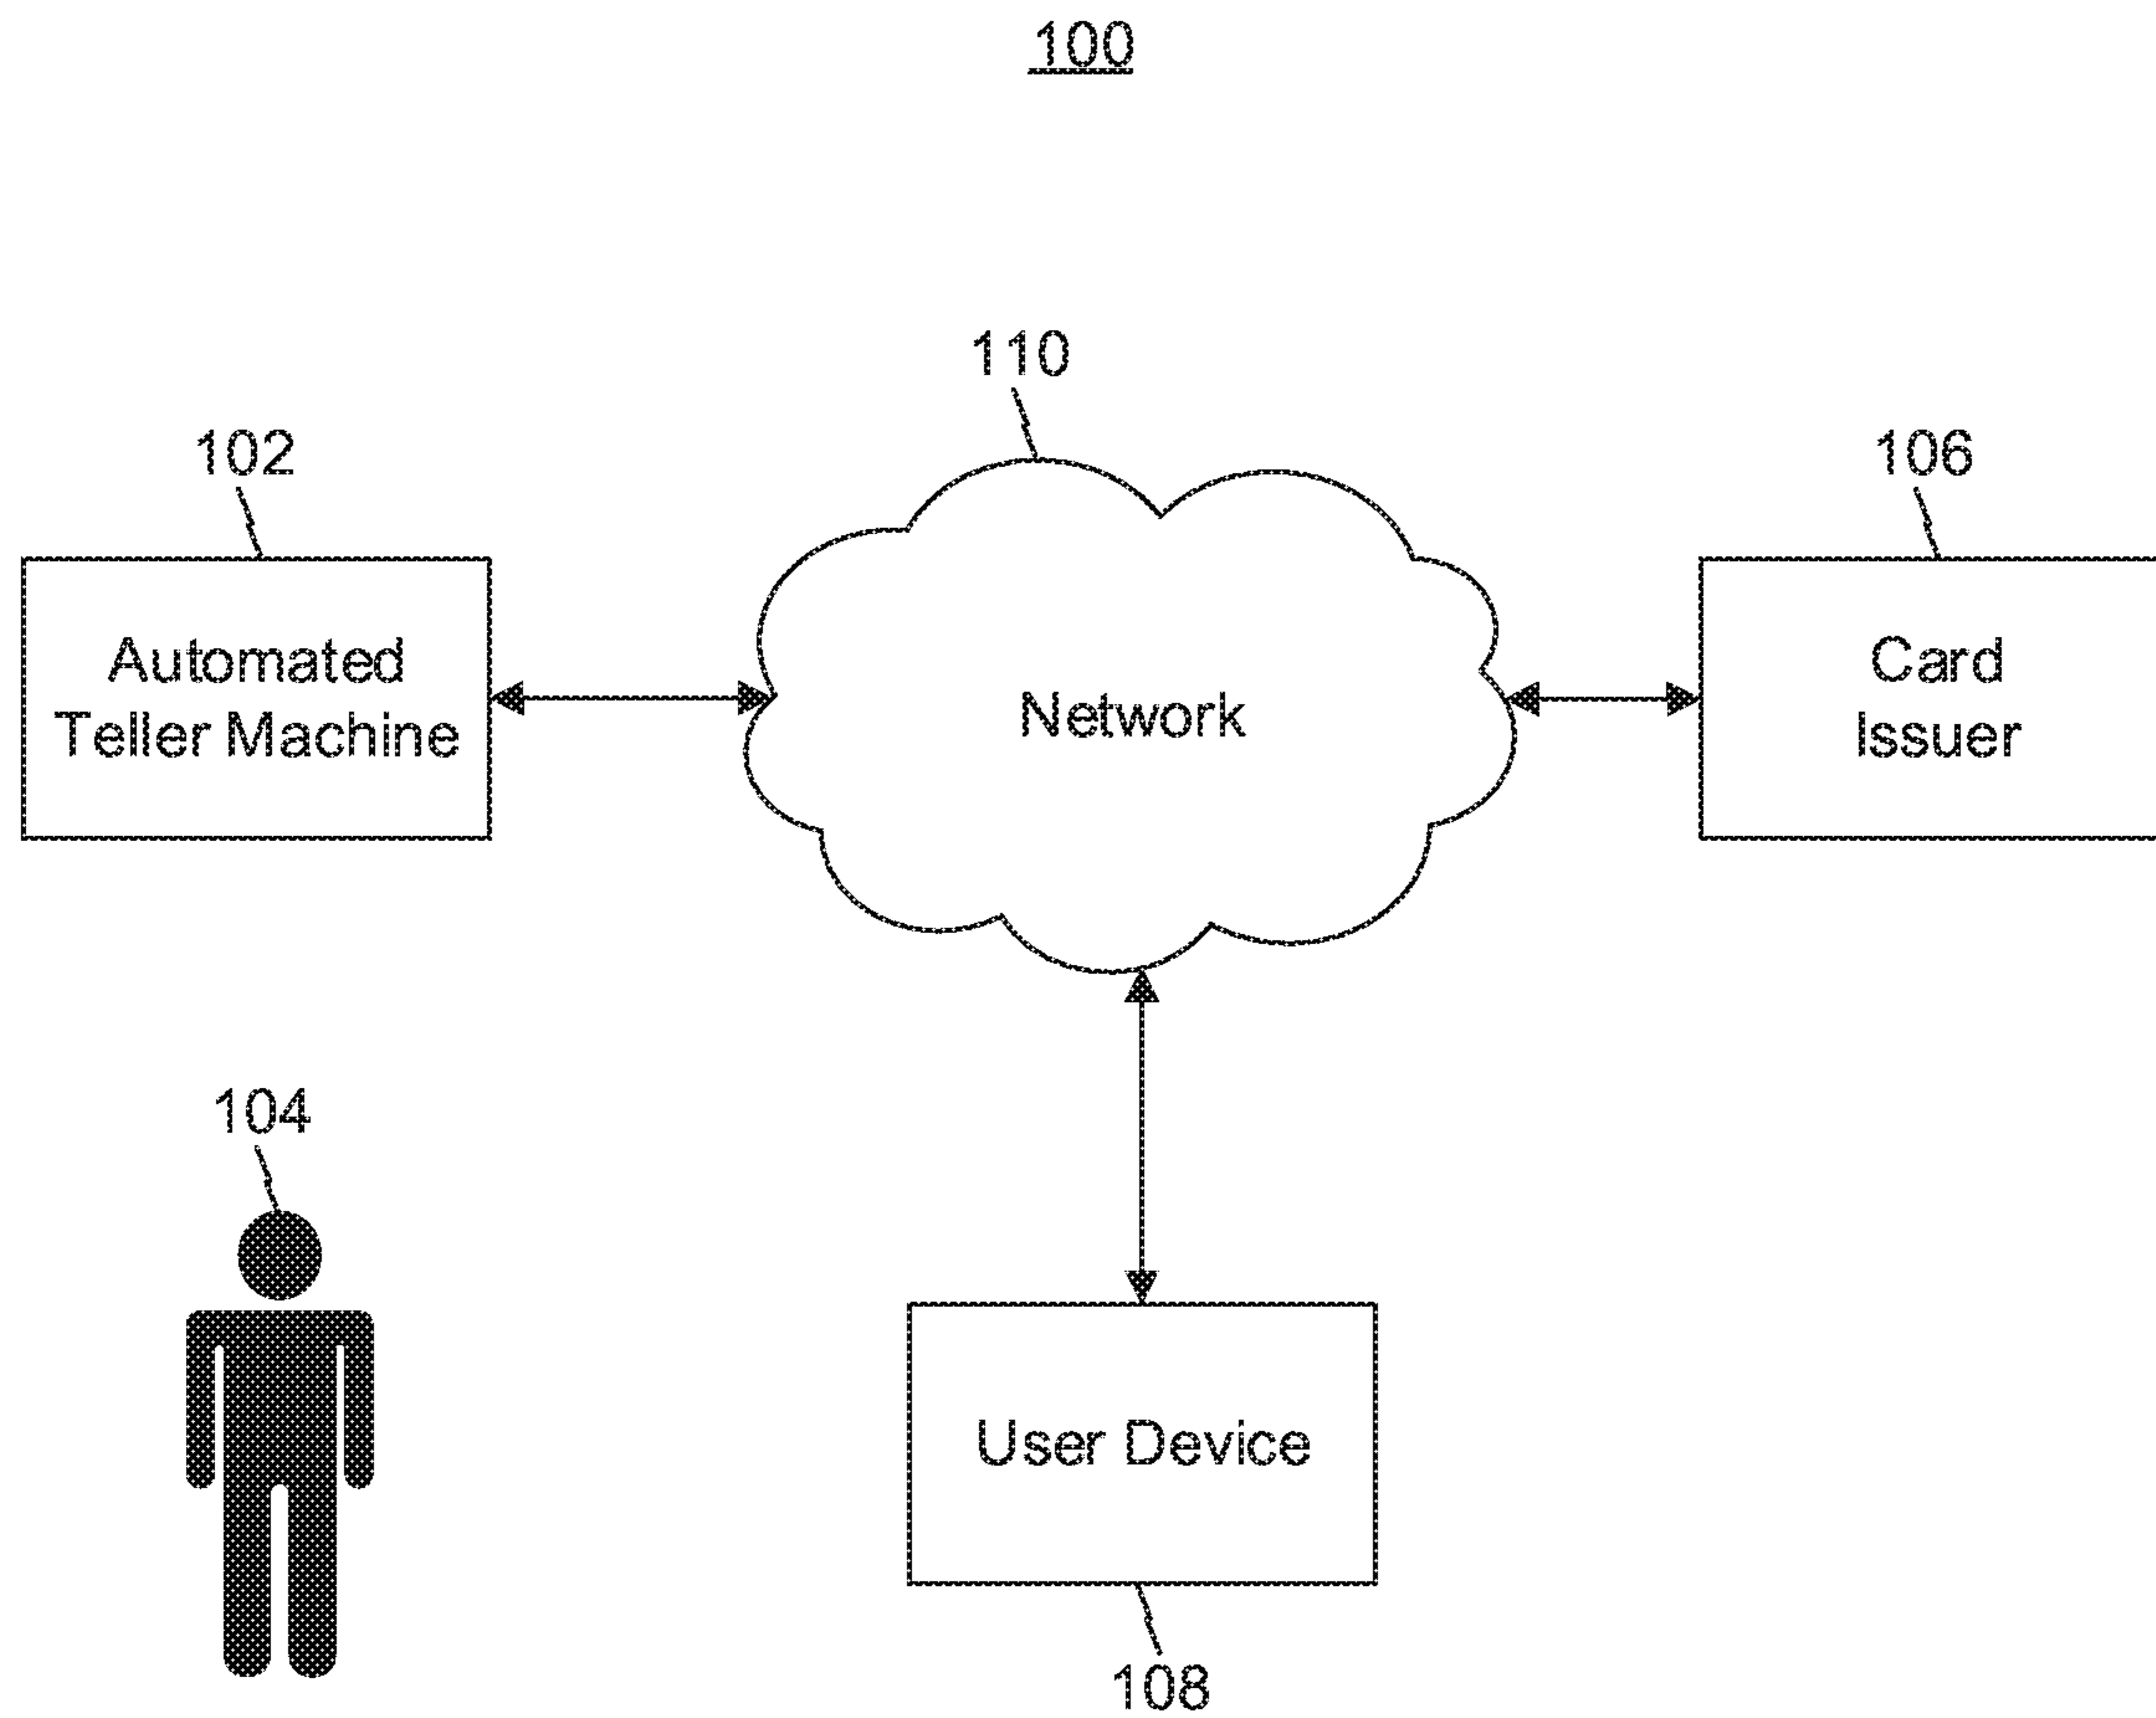 100
110
102
106
Automated
Teller Machine
Network
Card
Issuer
104
User Device
108